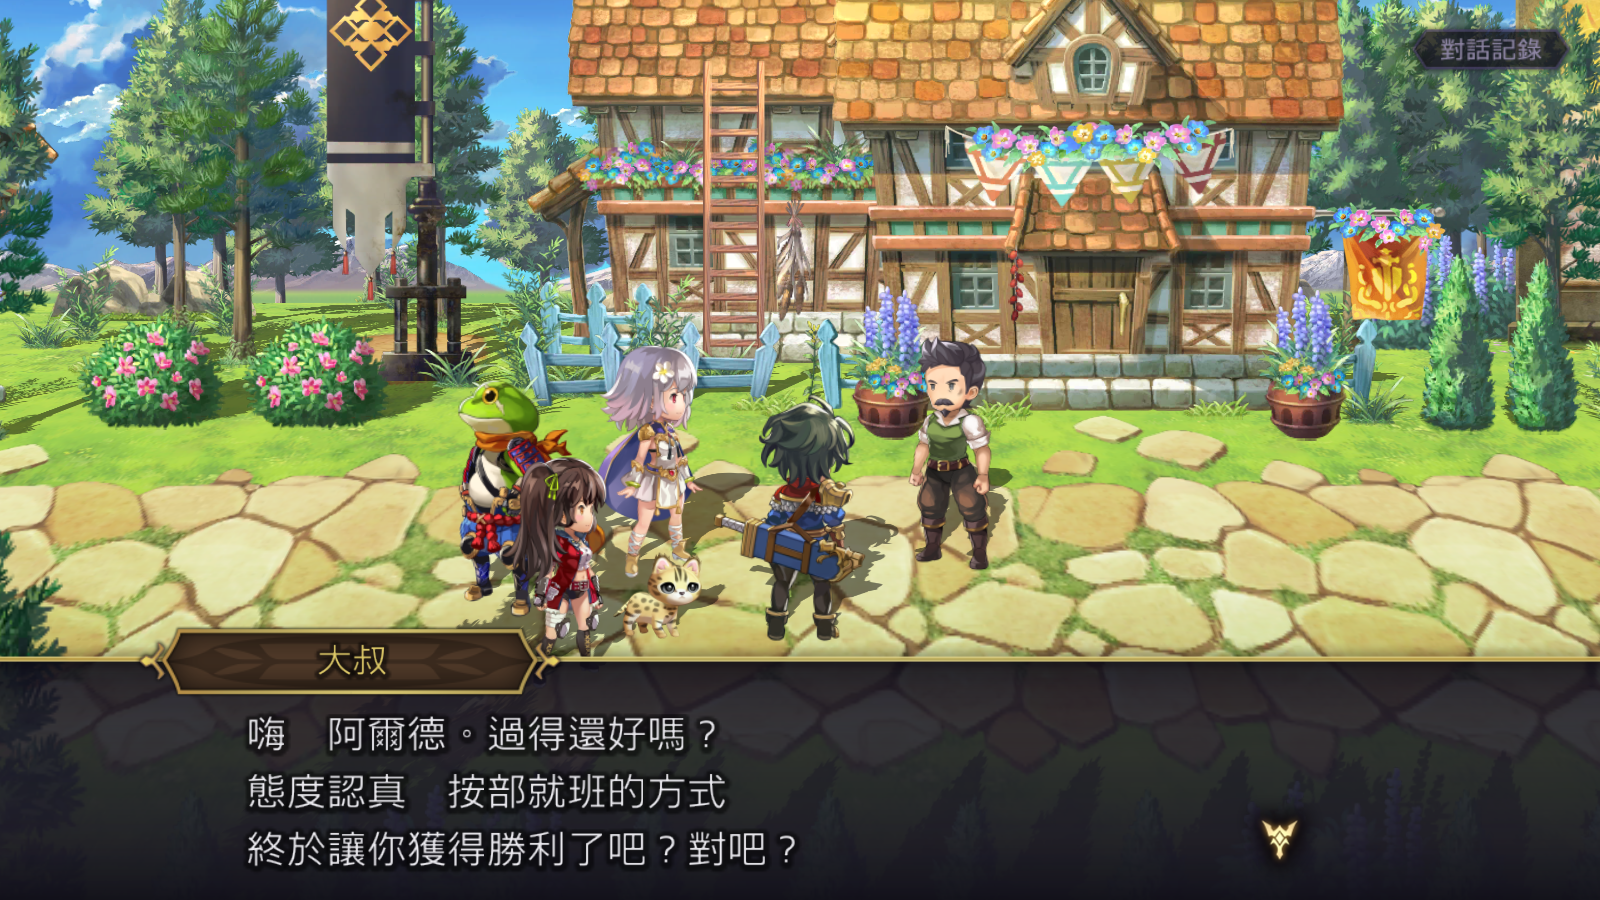 對話記錄
大叔
嗨　阿爾德。過得還好嗎？
態度認真　按部就班的方式
終於讓你獲得勝利了吧？對吧？